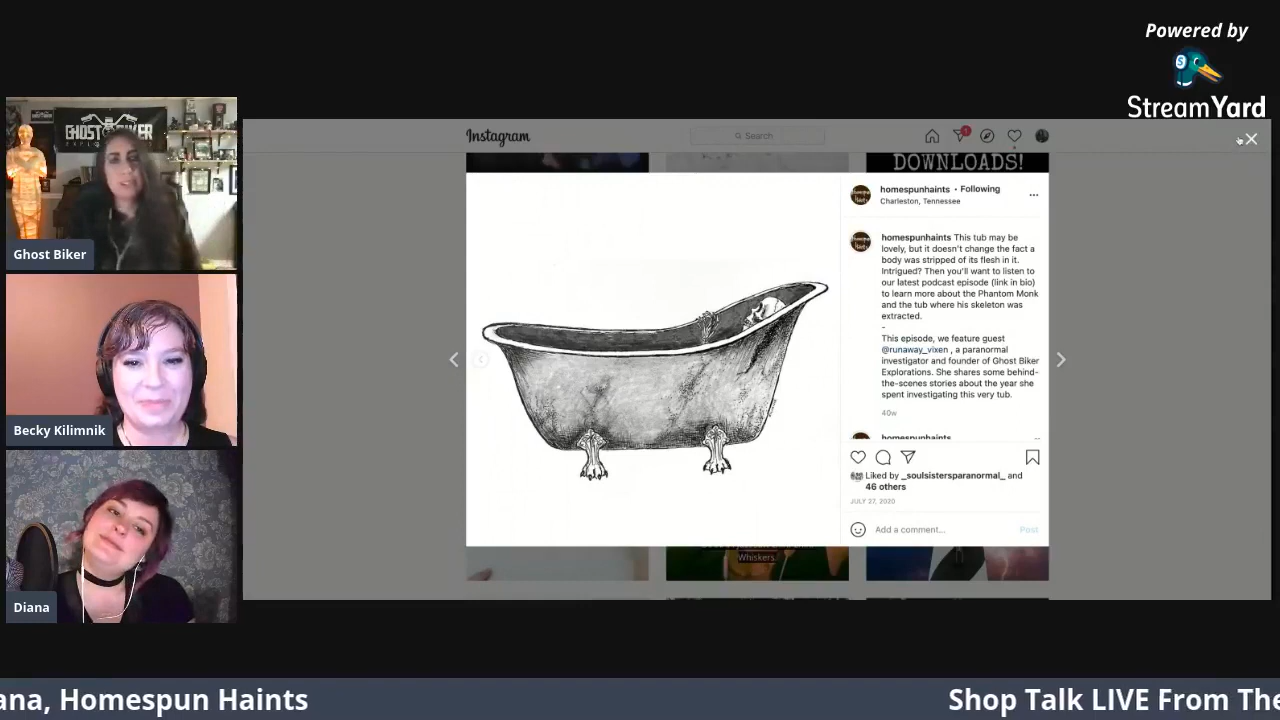 Powered by
StreamYard
GHOST BIKER
Ghost Biker
Becky Kilimnik
Diana
Instagram
Search
1
DOWNLOADS!
homespunhaints • Following
Charleston, Tennessee
homespunhaints This tub may be
lovely, but it doesn't change the fact a
body was stripped of its flesh in it.
Intrigued? Then you'll want to listen to
our latest podcast episode (link in bio)
to learn more about the Phantom Monk
and the tub where his skeleton was
extracted.
-
This episode, we feature guest
@runaway_vixen , a paranormal
investigator and founder of Ghost Biker
Explorations. She shares some behind-
the-scenes stories about the year she
spent investigating this very tub.
40w
homespunhaints
Liked by _soulsistersparanormal_ and
46 others
JULY 27, 2020
Add a comment...
Post
Whiskers.
ana, Homespun Haints
Shop Talk LIVE From The